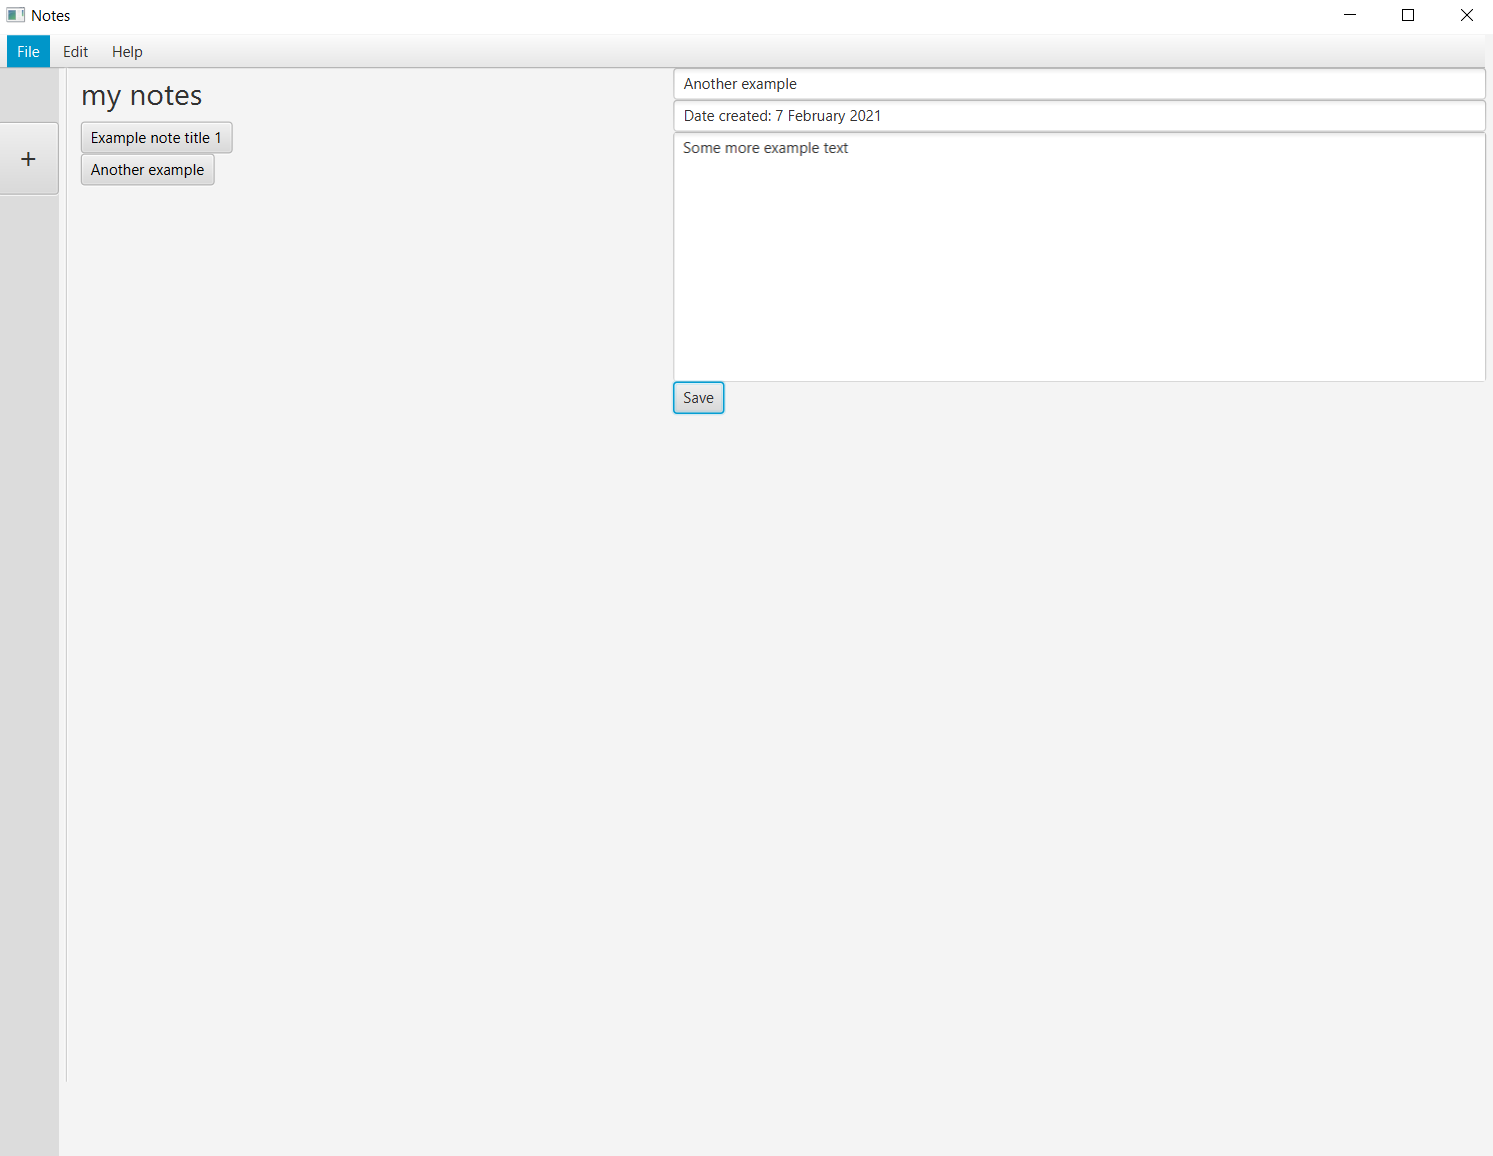 Notes
File Edit Help
my notes
Example note title 1
Another example
+
Another example
Date created: 7 February 2021
Some more example text
Save